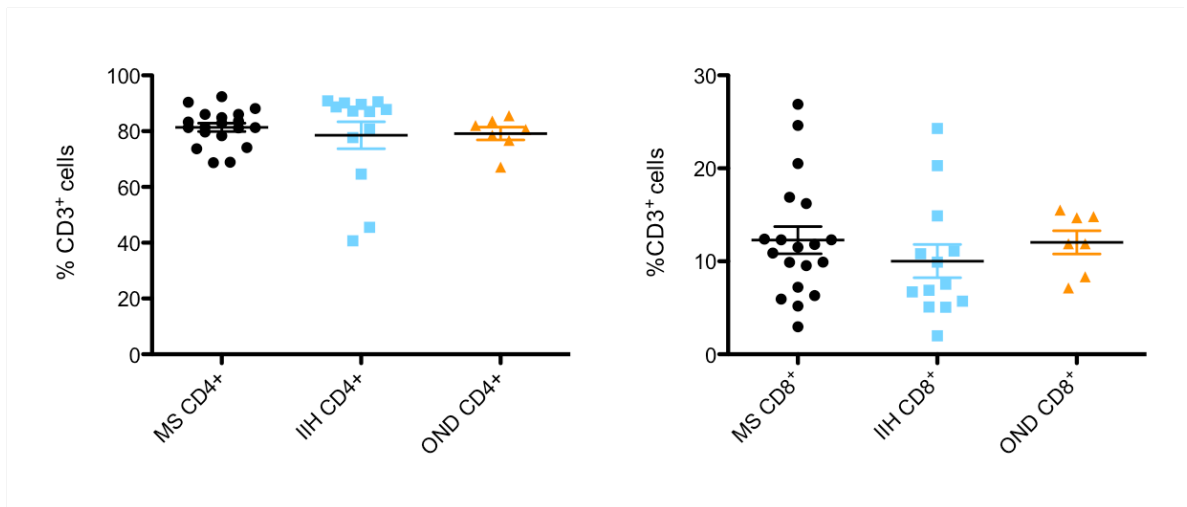 % CD3⁺ cells
100
80
60
40
20
0
MS CD4+
IIH CD4+
OND CD4+
%CD3⁺ cells
30
20
10
0
MS CD8⁺
IIH CD8⁺
OND CD8⁺